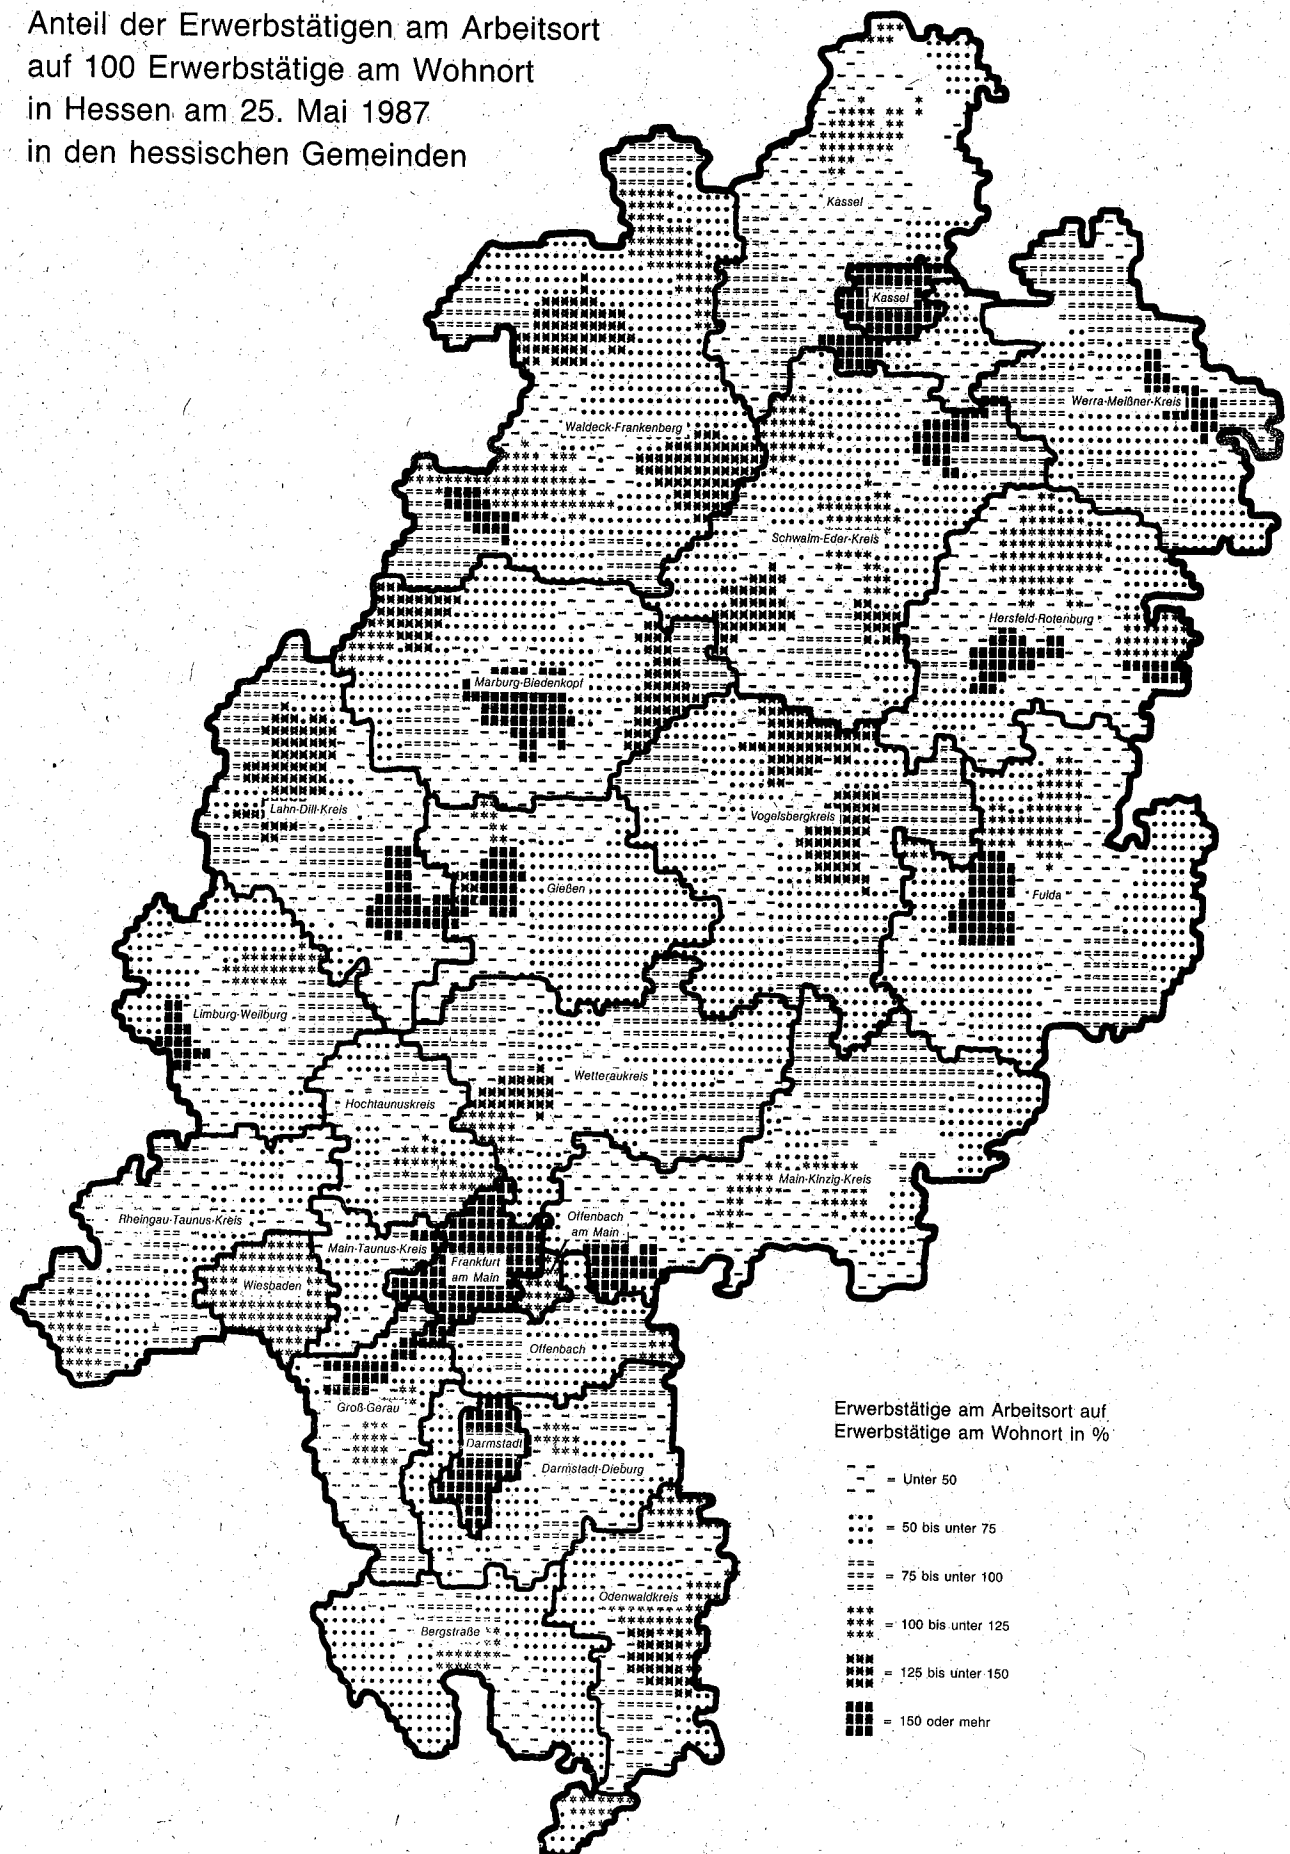 Anteil der Erwerbstätigen am Arbeitsort
auf 100 Erwerbstätige am Wohnort
in Hessen am 25. Mai 1987
in den hessischen Gemeinden
Kassel
Kassel
Werra-Meißner-Kreis
Waldeck-Frankenberg
Schwalm-Eder-Kreis
Hersfeld-Rotenburg
Marburg-Biedenkopf
Lahn-Dill-Kreis
Vogelsbergkreis
Gießen
Fulda
Limburg-Weilburg
Wetteraukreis
Hochtaunuskreis
Main-Kinzig-Kreis
Rheingau-Taunus-Kreis
Offenbach
am Main
Main-Taunus-Kreis
Frankfurt
am Main
Wiesbaden
Offenbach
Groß-Gerau
Darmstadt
Darmstadt-Dieburg
Odenwaldkreis
Bergstraße
Erwerbstätige am Arbeitsort auf
Erwerbstätige am Wohnort in %
= Unter 50
= 50 bis unter 75
= 75 bis unter 100
= 100 bis unter 125
= 125 bis unter 150
= 150 oder mehr